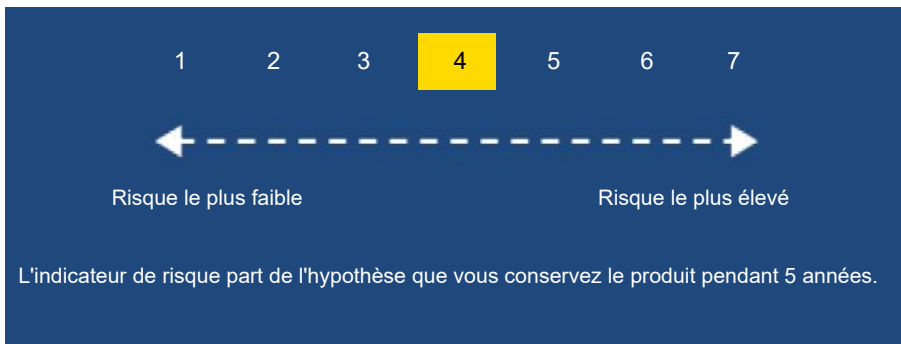 1 2 3 4 5 6 7
Risque le plus faible Risque le plus élevé
L'indicateur de risque part de l'hypothèse que vous conservez le produit pendant 5 années.